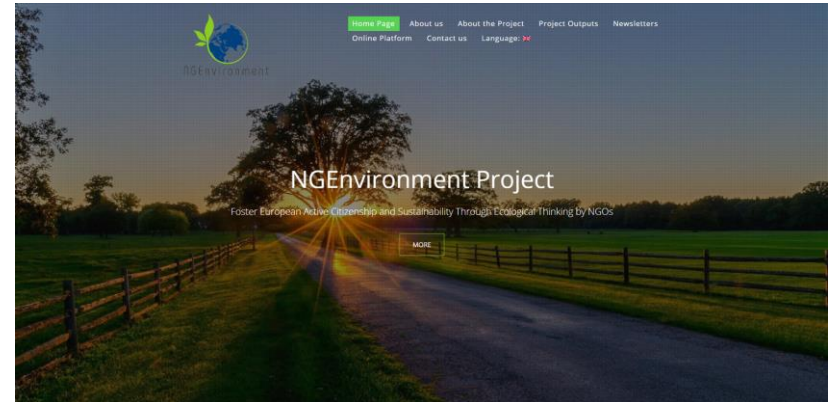 Home Page About us About the Project Project Outputs Newsletters
Online Platform Contact us Language:
NGEnvironment
NGEnvironment Project
Foster European Active Citizenship and Sustainability Through Ecological Thinking by NGOs
MORE